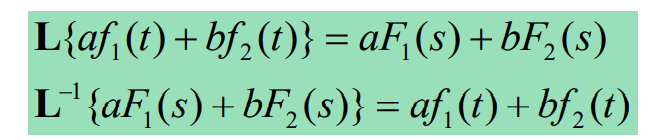 L{af₁(t) + bf₂(t)} = aF₁(s) + bF₂(s)
L⁻¹{aF₁(s) + bF₂(s)} = af₁(t) + bf₂(t)